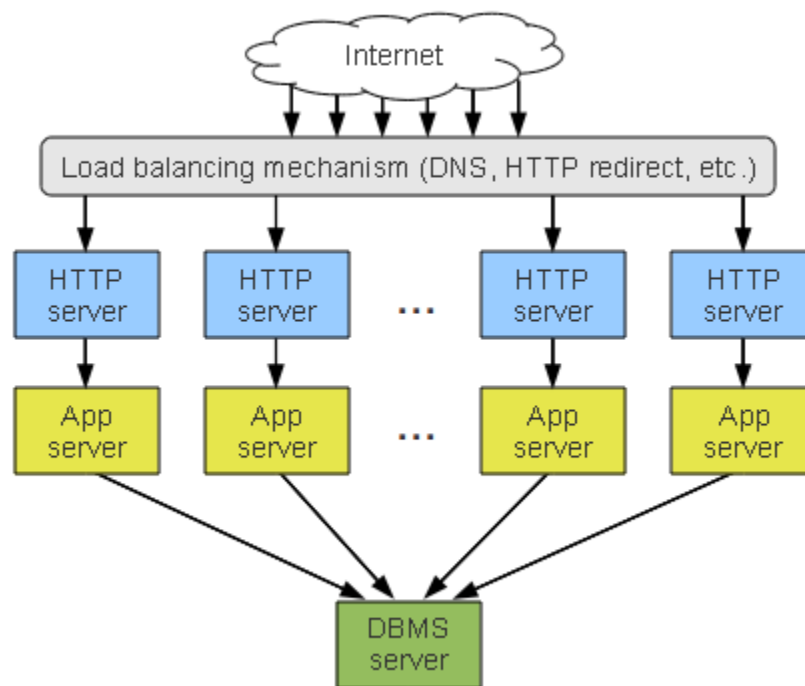 Internet
Load balancing mechanism (DNS, HTTP redirect, etc.)
HTTP
server
HTTP
server
...
HTTP
server
HTTP
server
App
server
App
server
...
App
server
App
server
DBMS
server